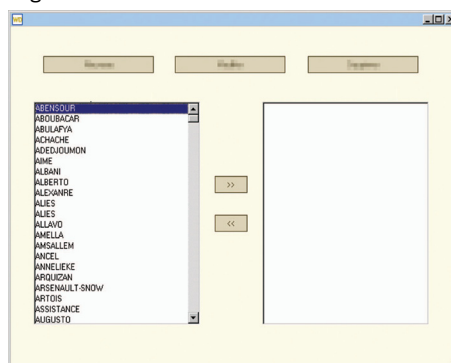 ABENSOUR
ABOUBACAR
ABULAFYA
ACHACHE
ADEDJOUMON
AIME
ALBANI
ALBERTO
ALEXANRE
ALIES
ALIES
ALLAVO
AMELLA
AMSALLEM
ANCEL
ANNELIEKE
ARQUIZAN
ARSENAULT-SNOW
ARTOIS
ASSISTANCE
AUGUSTO
>>
<<